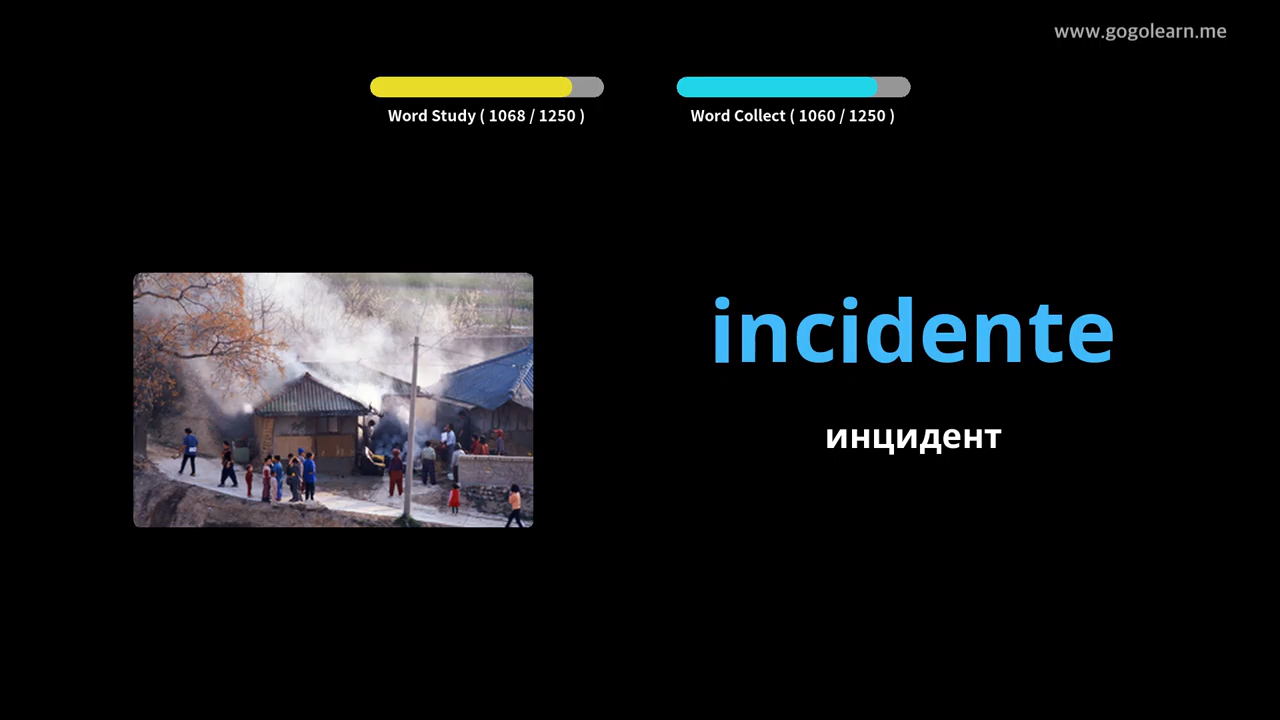 www.gogolearn.me
Word Study ( 1068 / 1250 )
Word Collect ( 1060 / 1250 )
incidente
инцидент